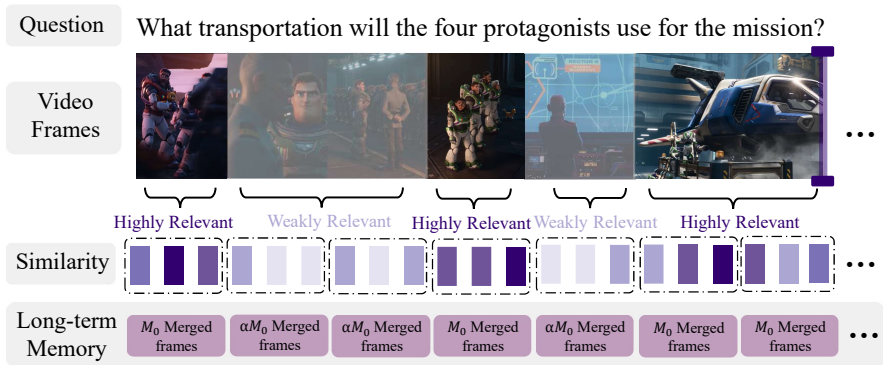 Question
What transportation will the four protagonists use for the mission?
Video
Frames
...
Highly Relevant
Weakly Relevant
Highly Relevant
Weakly Relevant
Highly Relevant
Similarity
...
Long-term
Memory
M₀ Merged
frames
αM₀ Merged
frames
αM₀ Merged
frames
M₀ Merged
frames
αM₀ Merged
frames
M₀ Merged
frames
M₀ Merged
frames
...